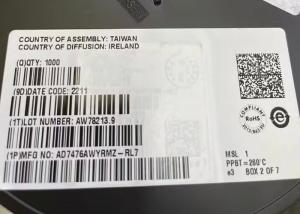 COUNTRY OF ASSEMBLY: TAIWAN
COUNTRY OF DIFFUSION: IRELAND
(Q)QTY: 1000
(9D)DATE CODE: 2211
(1T)LOT NUMBER: AW78213.9
(1P)MFG NO: AD7476AWYRMZ-RL7
COMPLIANT
RoHS
MSL 1
PPBT=260°C
e3 BOX 2 OF 7